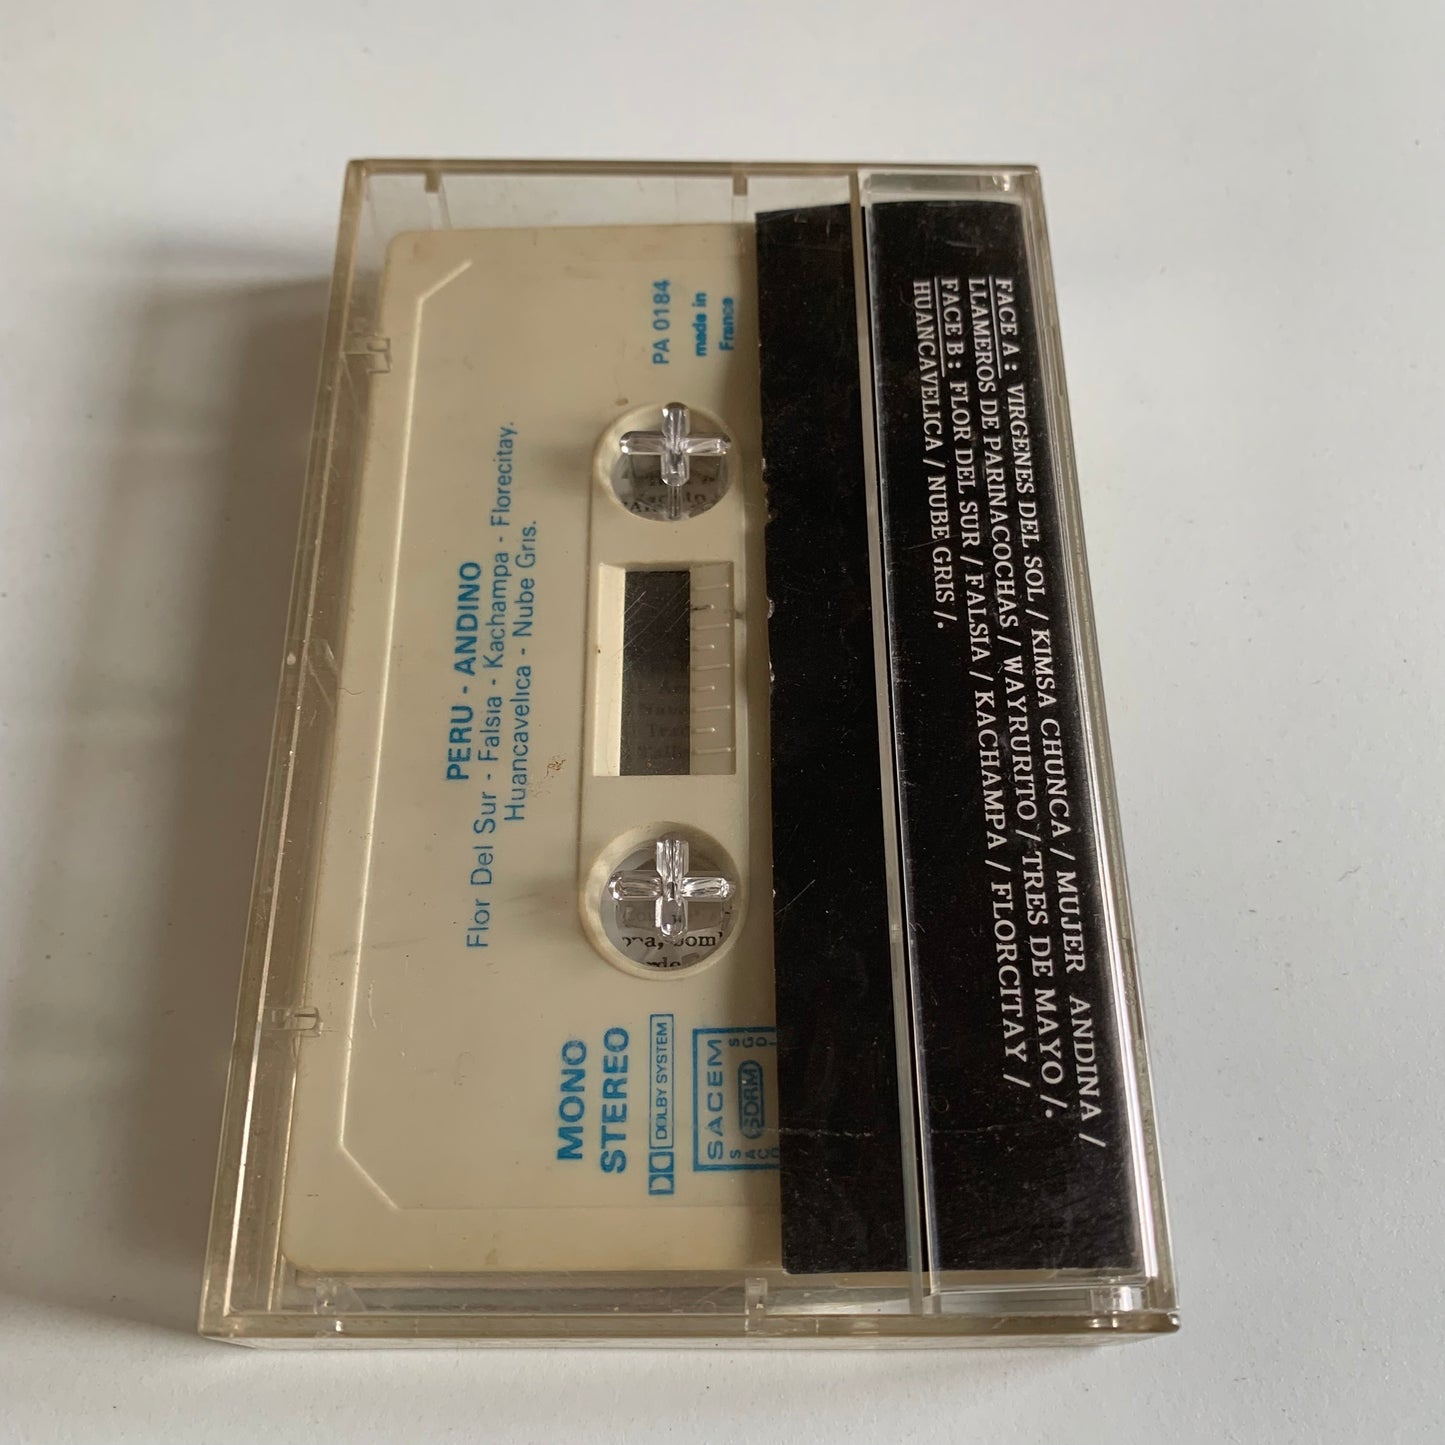 PERU - ANDINO
Flor Del Sur - Falsia - Kachampa - Florecitay.
Huancavelica - Nube Gris.
PA 0184
made in
France
MONO
STEREO
DOLBY SYSTEM
SACEM
SDRM
SACD
SGDL
FACE A : VIRGENES DEL SOL / KIMSA CHUNCA / MUJER ANDINA /
LLAMEROS DE PARINACOCHAS / WAYRURITO / TRES DE MAYO /.
FACE B : FLOR DEL SUR / FALSIA / KACHAMPA / FLORCITAY /
HUANCAVELICA / NUBE GRIS /.